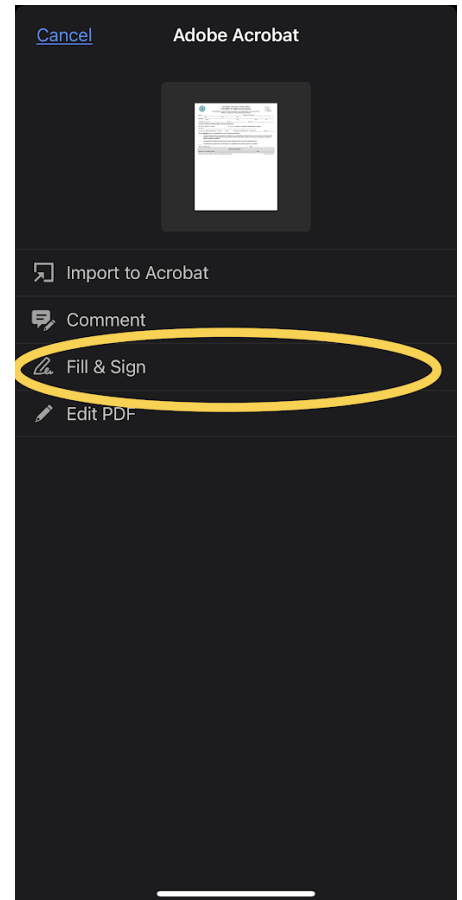 Cancel Adobe Acrobat
Import to Acrobat
Comment
Fill & Sign
Edit PDF